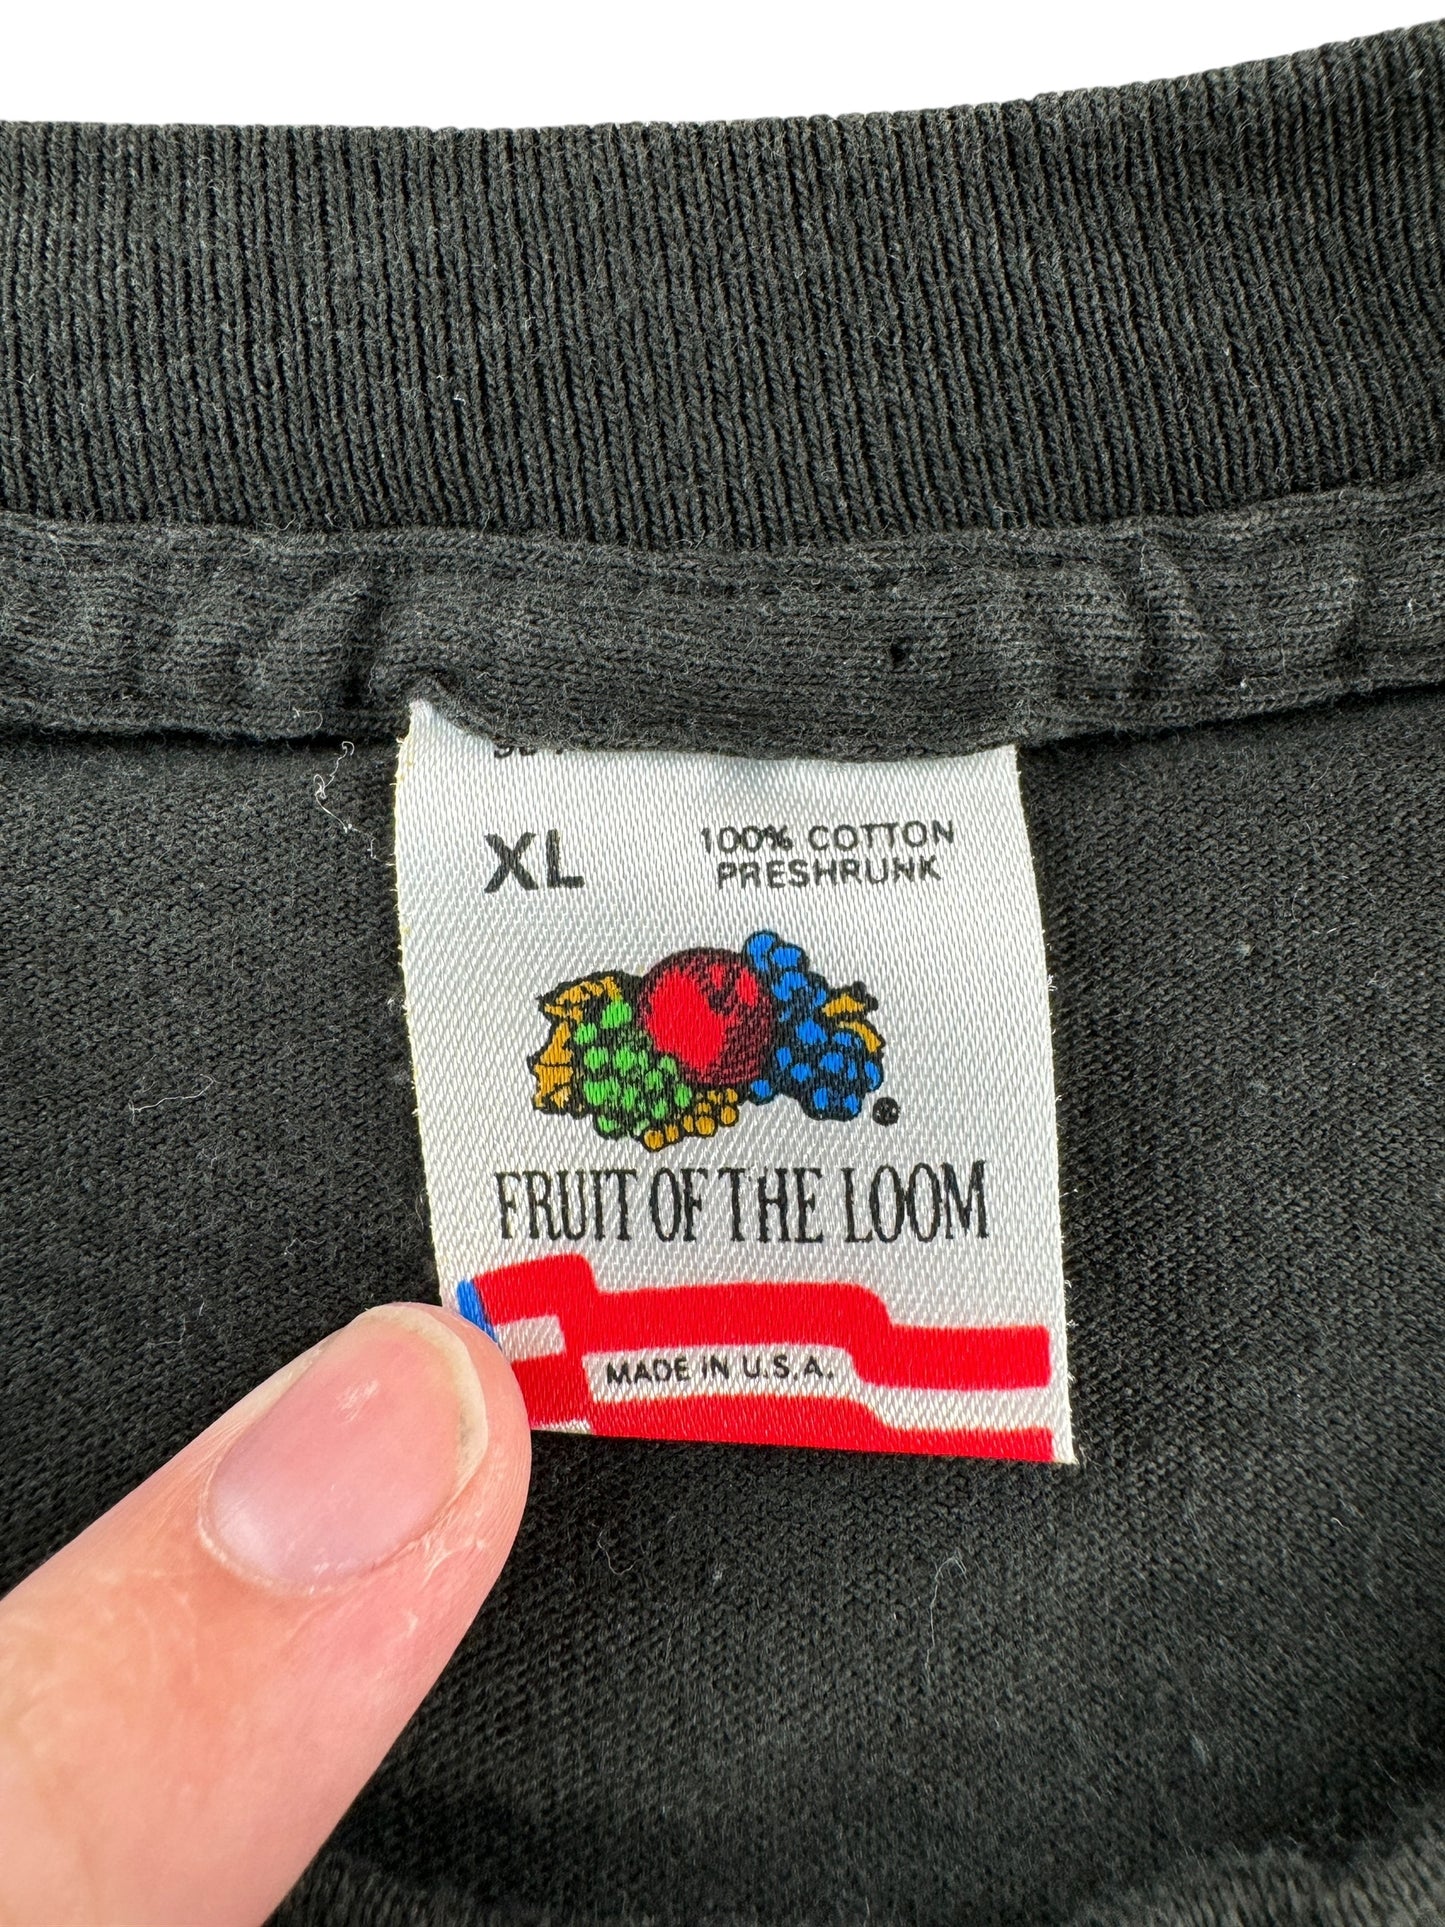 XL
100% COTTON
PRESHRUNK
®
FRUIT OF THE LOOM
MADE IN U.S.A.